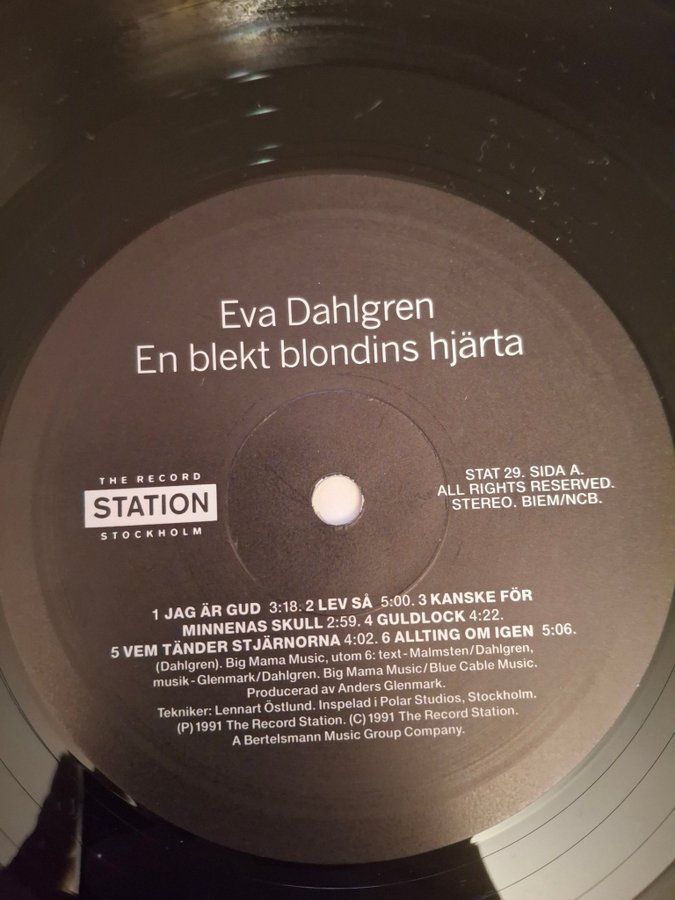 Eva Dahlgren
En blekt blondins hjärta
THE RECORD
STATION
STOCKHOLM
STAT 29. SIDA A.
ALL RIGHTS RESERVED.
STEREO. BIEM/NCB.
1 JAG ÄR GUD 3:18. 2 LEV SÅ 5:00. 3 KANSKE FÖR
MINNENAS SKULL 2:59. 4 GULDLOCK 4:22.
5 VEM TÄNDER STJÄRNORNA 4:02. 6 ALLTING OM IGEN 5:06.
(Dahlgren). Big Mama Music, utom 6: text-Malmsten/Dahlgren,
musik-Glenmark/Dahlgren. Big Mama Music/Blue Cable Music.
Producerad av Anders Glenmark.
Tekniker: Lennart Östlund. Inspelad i Polar Studios, Stockholm.
(P) 1991 The Record Station. (C) 1991 The Record Station.
A Bertelsmann Music Group Company.